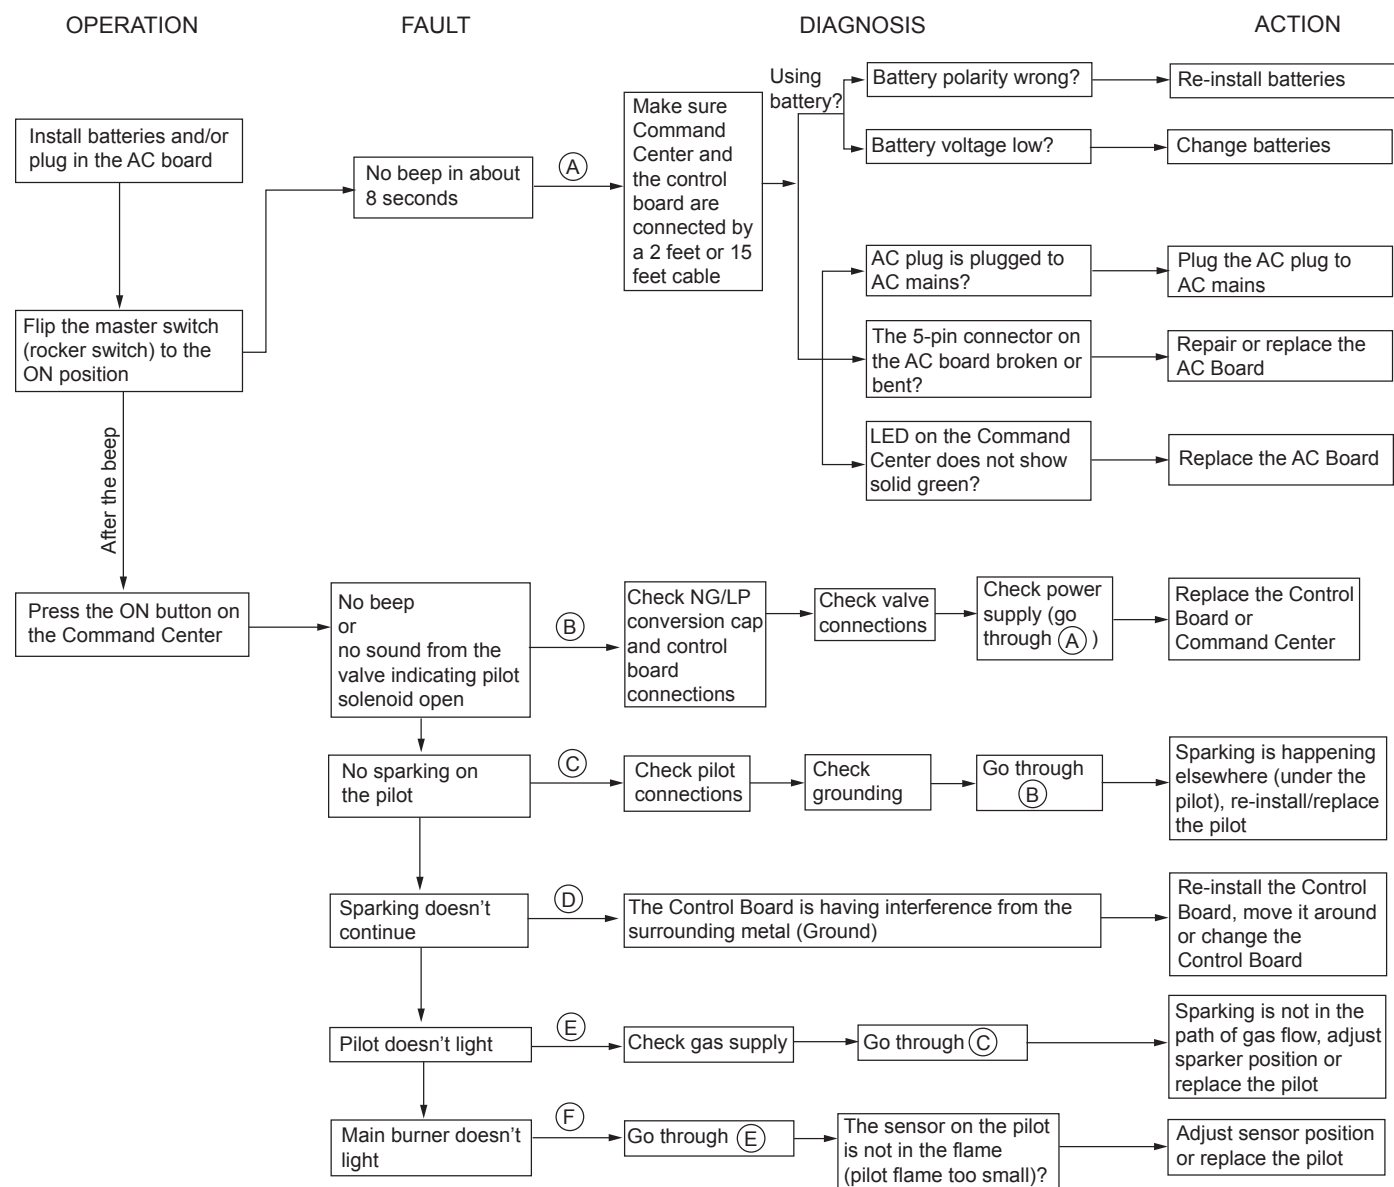 OPERATION
FAULT
DIAGNOSIS
ACTION
Install batteries and/or
plug in the AC board
Flip the master switch
(rocker switch) to the
ON position
After the beep
Press the ON button on
the Command Center
No beep in about
8 seconds
A
Make sure
Command
Center and
the control
board are
connected by
a 2 feet or 15
feet cable
Using
battery?
Battery polarity wrong?
Re-install batteries
Battery voltage low?
Change batteries
AC plug is plugged to
AC mains?
Plug the AC plug to
AC mains
The 5-pin connector on
the AC board broken or
bent?
Repair or replace the
AC Board
LED on the Command
Center does not show
solid green?
Replace the AC Board
No beep
or
no sound from the
valve indicating pilot
solenoid open
B
Check NG/LP
conversion cap
and control
board
connections
Check valve
connections
Check power
supply (go
through A )
Replace the Control
Board or
Command Center
No sparking on
the pilot
C
Check pilot
connections
Check
grounding
Go through
B
Sparking is happening
elsewhere (under the
pilot), re-install/replace
the pilot
Sparking doesn't
continue
D
The Control Board is having interference from the
surrounding metal (Ground)
Re-install the Control
Board, move it around
or change the
Control Board
Pilot doesn't light
E
Check gas supply
Go through C
Sparking is not in the
path of gas flow, adjust
sparker position or
replace the pilot
Main burner doesn't
light
F
Go through E
The sensor on the pilot
is not in the flame
(pilot flame too small)?
Adjust sensor position
or replace the pilot